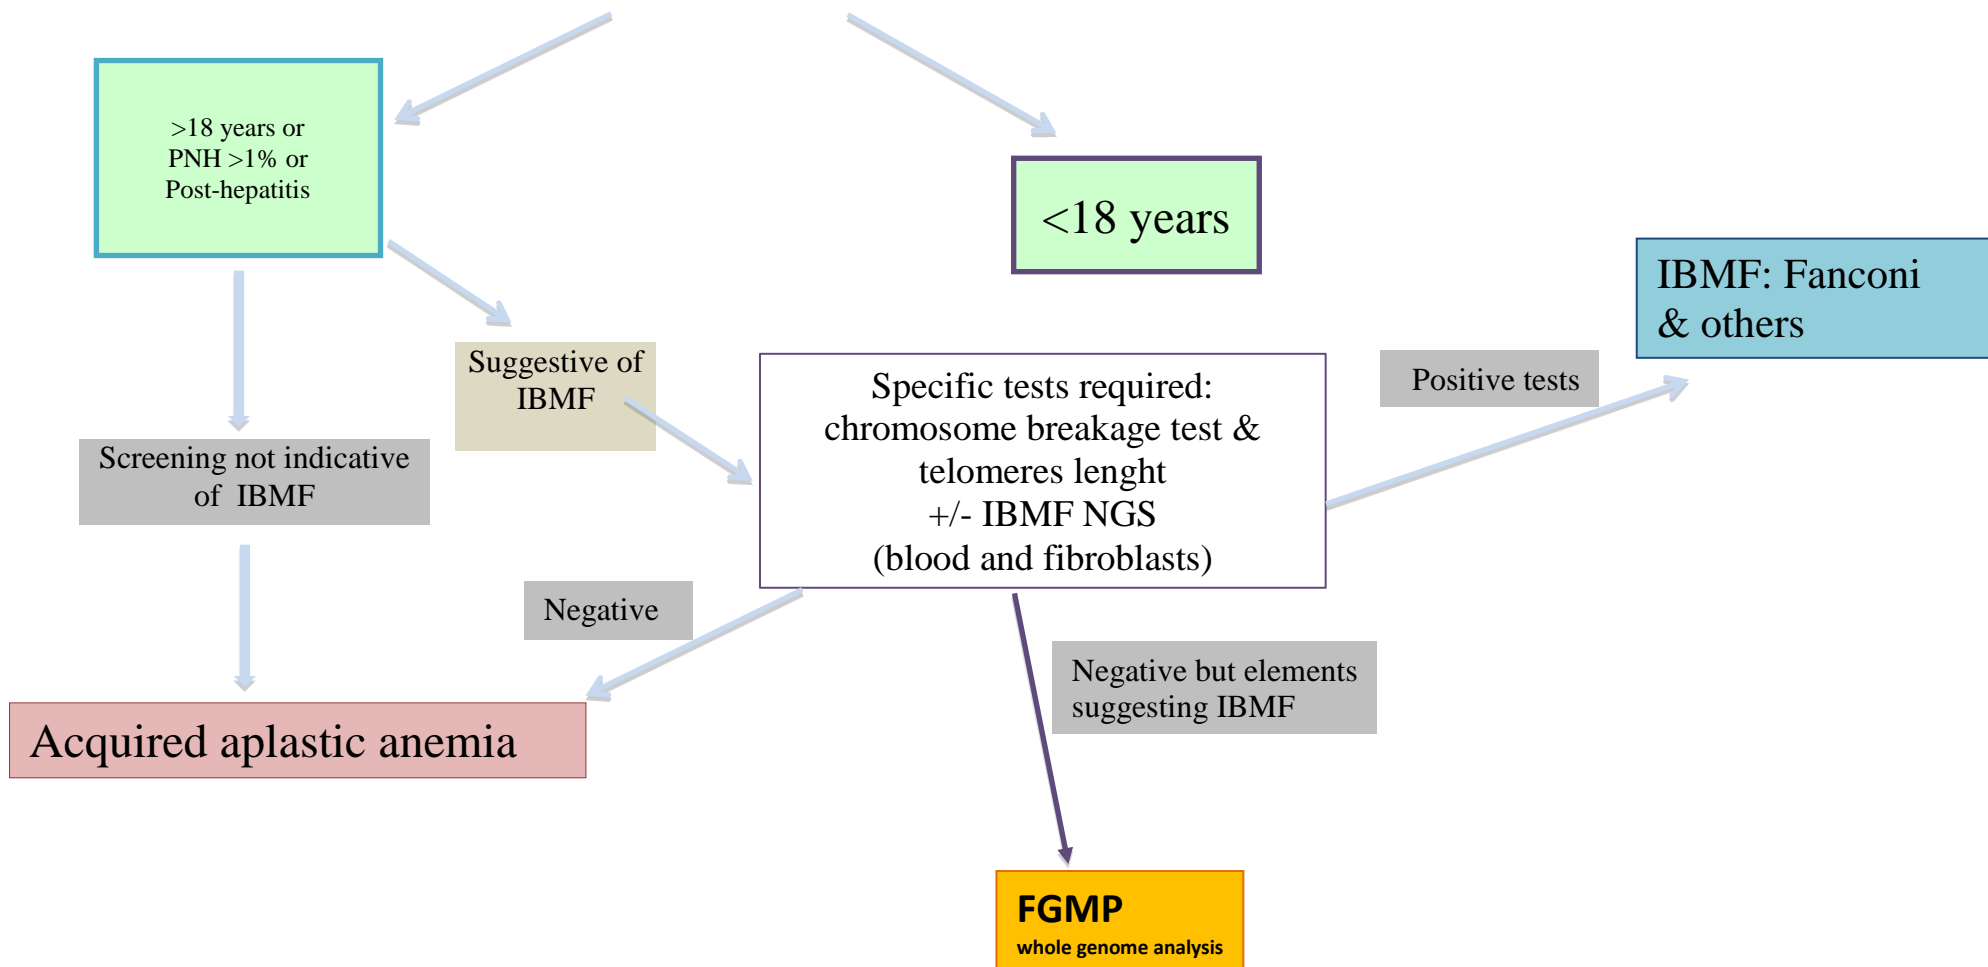 >18 years or
PNH >1% or
Post-hepatitis
<18 years
IBMF: Fanconi
& others
Suggestive of
IBMF
Specific tests required:
chromosome breakage test &
telomeres lenght
+/- IBMF NGS
(blood and fibroblasts)
Positive tests
Screening not indicative
of IBMF
Negative
Negative but elements
suggesting IBMF
Acquired aplastic anemia
FGMP
whole genome analysis